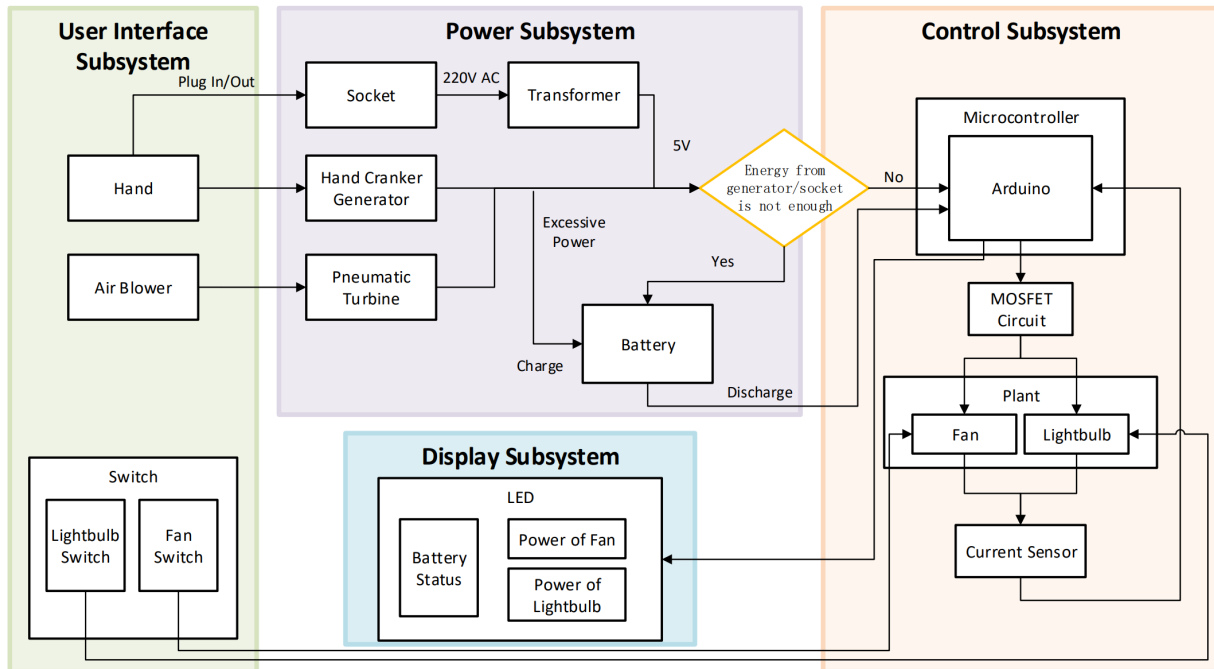 User Interface
Subsystem
Power Subsystem
Control Subsystem
Plug In/Out
220V AC
Socket
Transformer
Microcontroller
5V
Hand
Hand Cranker
Generator
Energy from
generator/socket
is not enough
No
Arduino
Excessive
Power
Air Blower
Pneumatic
Turbine
Yes
MOSFET
Circuit
Battery
Charge
Discharge
Plant
Fan
Lightbulb
Display Subsystem
Switch
LED
Lightbulb
Switch
Fan
Switch
Battery
Status
Power of Fan
Power of
Lightbulb
Current Sensor